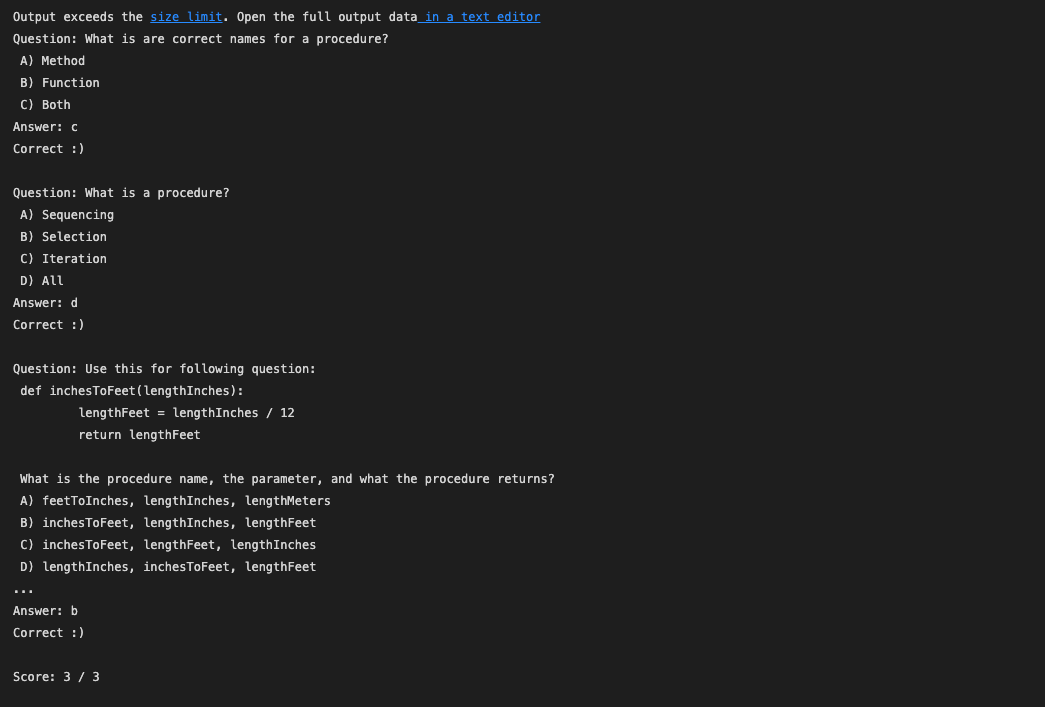 Output exceeds the size limit. Open the full output data in a text editor
Question: What is are correct names for a procedure?
A) Method
B) Function
C) Both
Answer: c
Correct :)
Question: What is a procedure?
A) Sequencing
B) Selection
C) Iteration
D) All
Answer: d
Correct :)
Question: Use this for following question:
def inchesToFeet(lengthInches):
lengthFeet = lengthInches / 12
return lengthFeet
What is the procedure name, the parameter, and what the procedure returns?
A) feetToInches, lengthInches, lengthMeters
B) inchesToFeet, lengthInches, lengthFeet
C) inchesToFeet, lengthFeet, lengthInches
D) lengthInches, inchesToFeet, lengthFeet
...
Answer: b
Correct :)
Score: 3 / 3